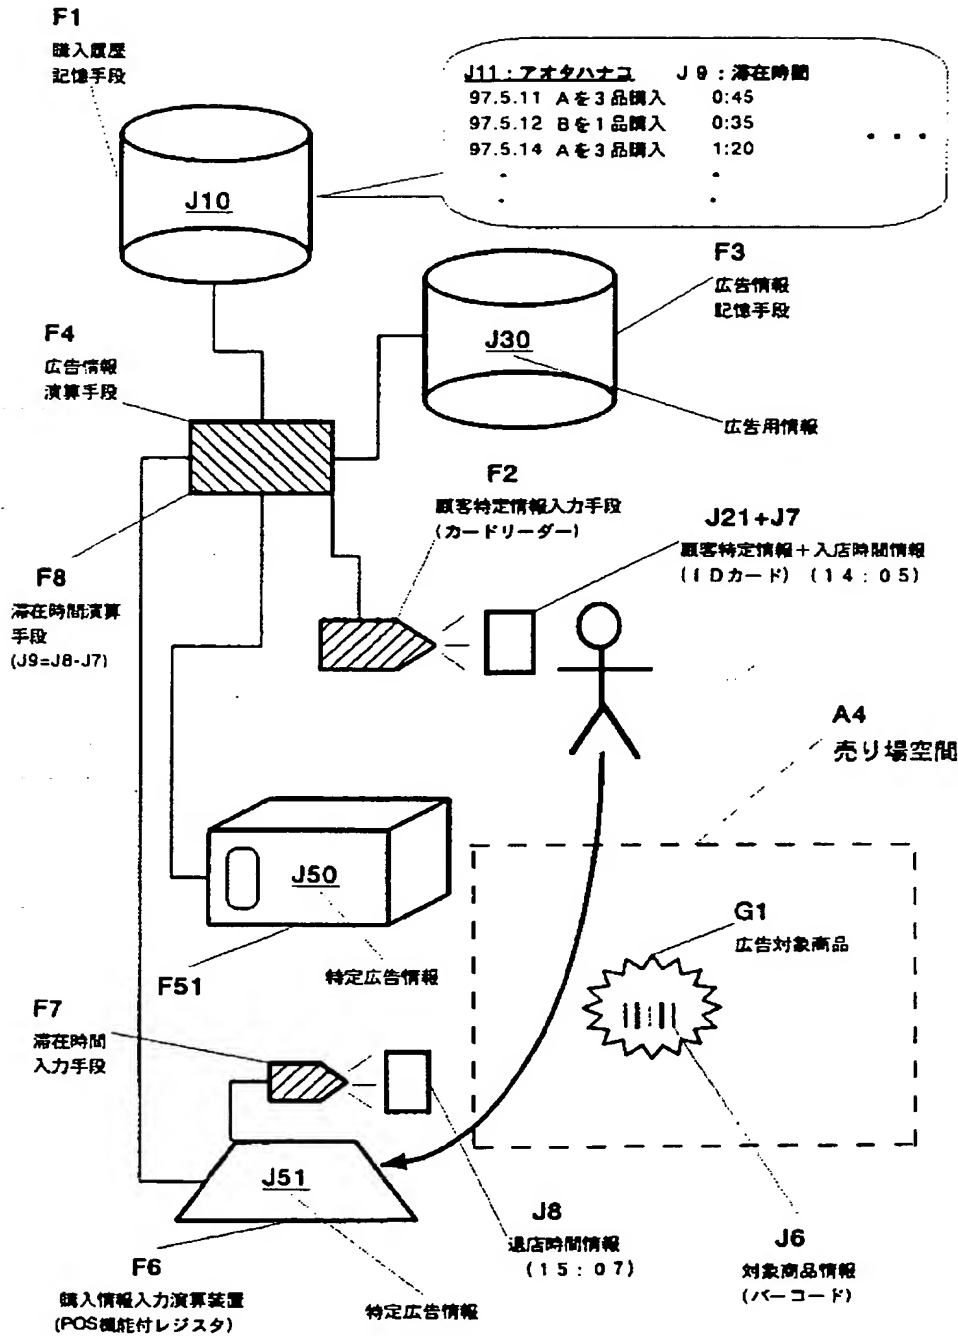 F1
購入履歴
記憶手段
J11：アオタハナコ　J9：滞在時間
97.5.11 Aを3品購入 0:45
97.5.12 Bを1品購入 0:35
97.5.14 Aを3品購入 1:20
J10
F3
広告情報
記憶手段
F4
広告情報
演算手段
J30
広告用情報
F2
顧客特定情報入力手段
(カードリーダー)
J21+J7
顧客特定情報＋入店時間情報
(IDカード) (14:05)
F8
滞在時間演算
手段
(J9=J8-J7)
A4
売り場空間
J50
G1
広告対象商品
F51
特定広告情報
F7
滞在時間
入力手段
J51
J8
退店時間情報
(15:07)
J6
対象商品情報
(バーコード)
F6
購入情報入力演算装置
(POS機能付レジスタ)
特定広告情報